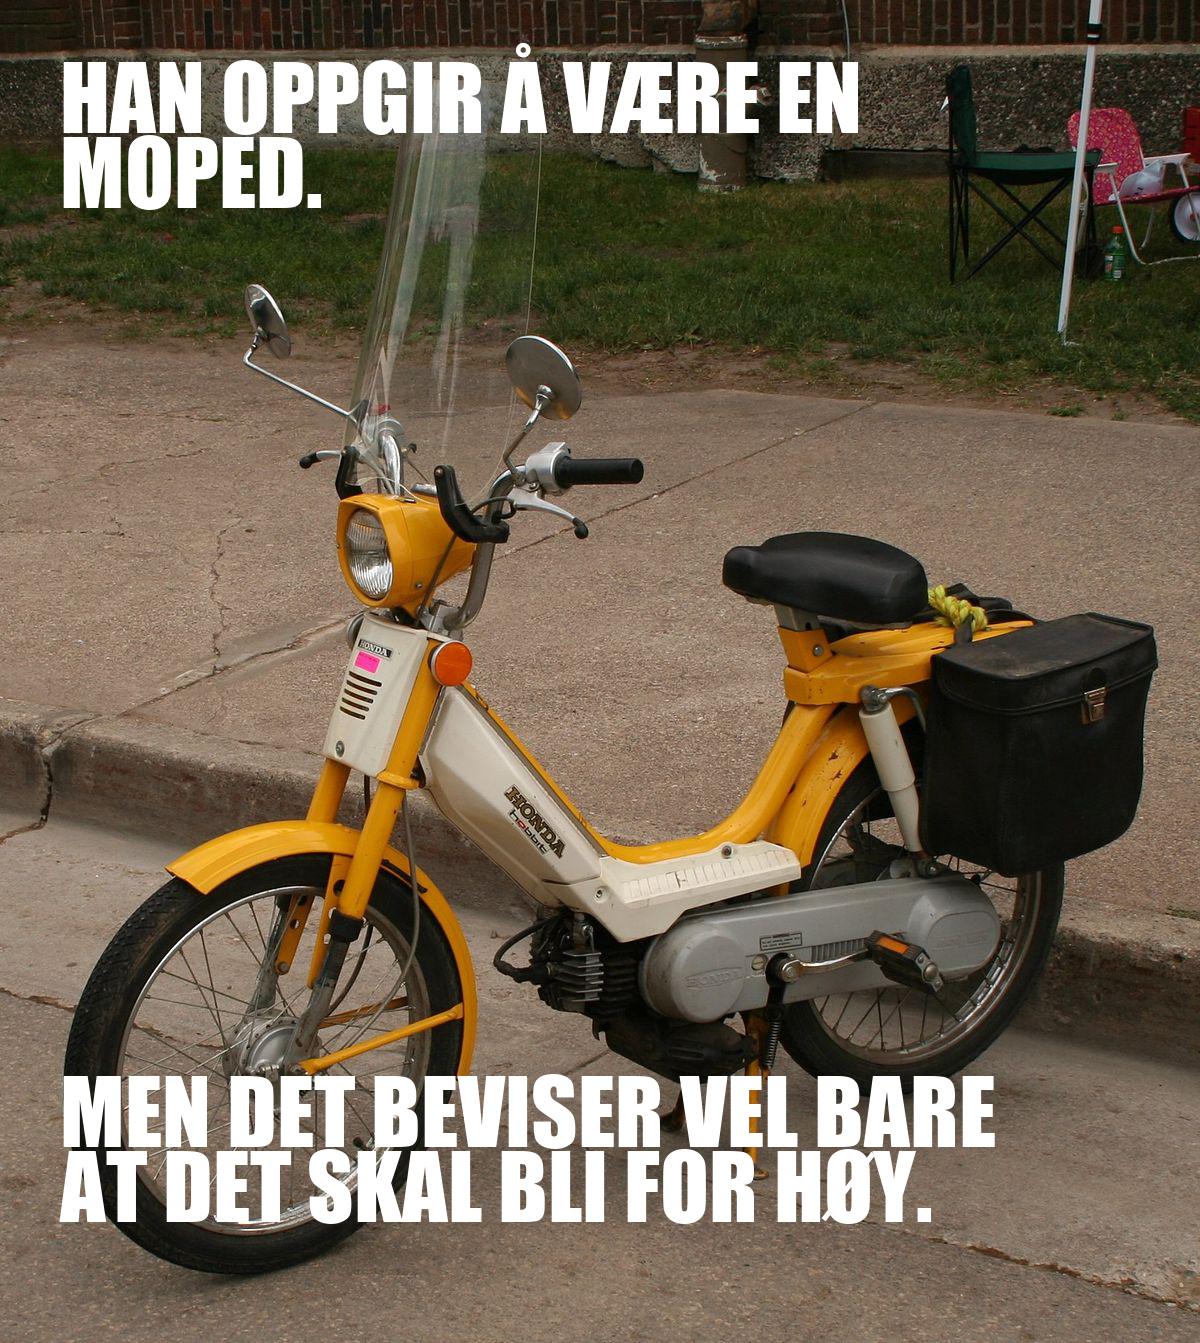 HAN OPPGIR Å VÆRE EN
MOPED.
HONDA
HONDA
hobbit
HONDA
MEN DET BEVISER VEL BARE
AT DET SKAL BLI FOR HØY.